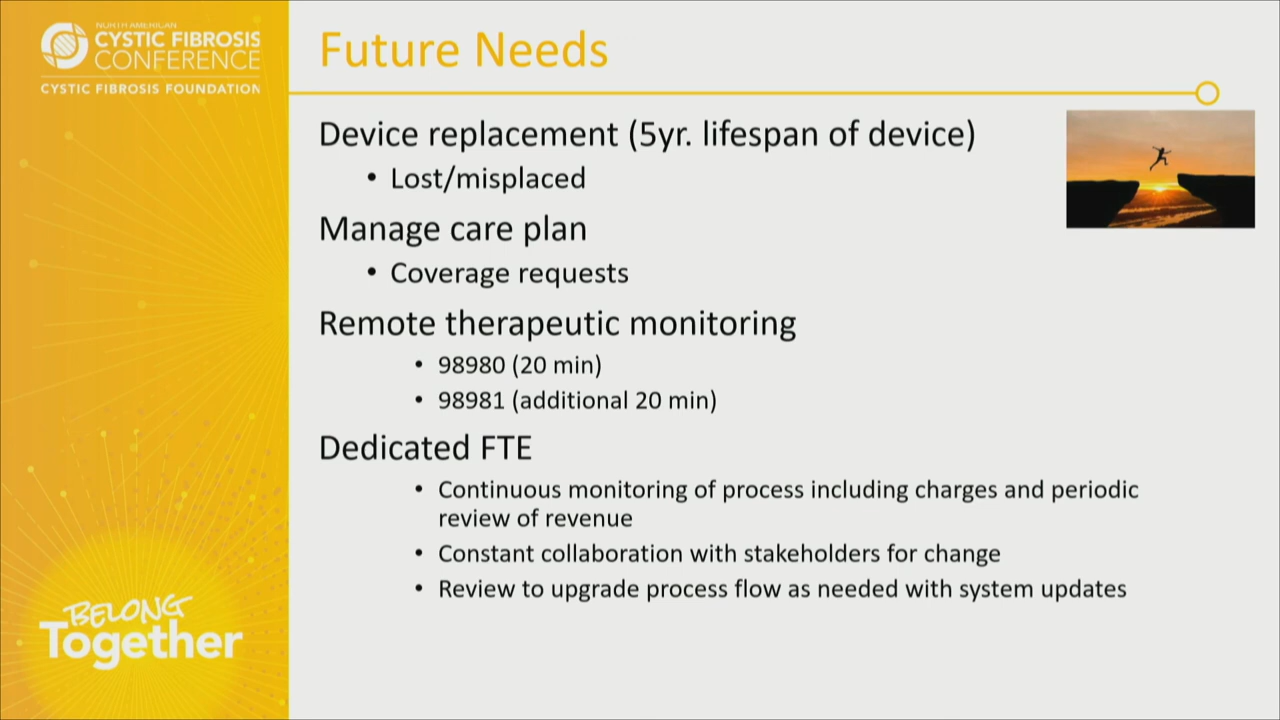 NORTH AMERICAN
CYSTIC FIBROSIS
CONFERENCE
CYSTIC FIBROSIS FOUNDATION
Future Needs
Device replacement (5yr. lifespan of device)
• Lost/misplaced
Manage care plan
• Coverage requests
Remote therapeutic monitoring
• 98980 (20 min)
• 98981 (additional 20 min)
Dedicated FTE
• Continuous monitoring of process including charges and periodic
review of revenue
• Constant collaboration with stakeholders for change
• Review to upgrade process flow as needed with system updates
BELONG
Together